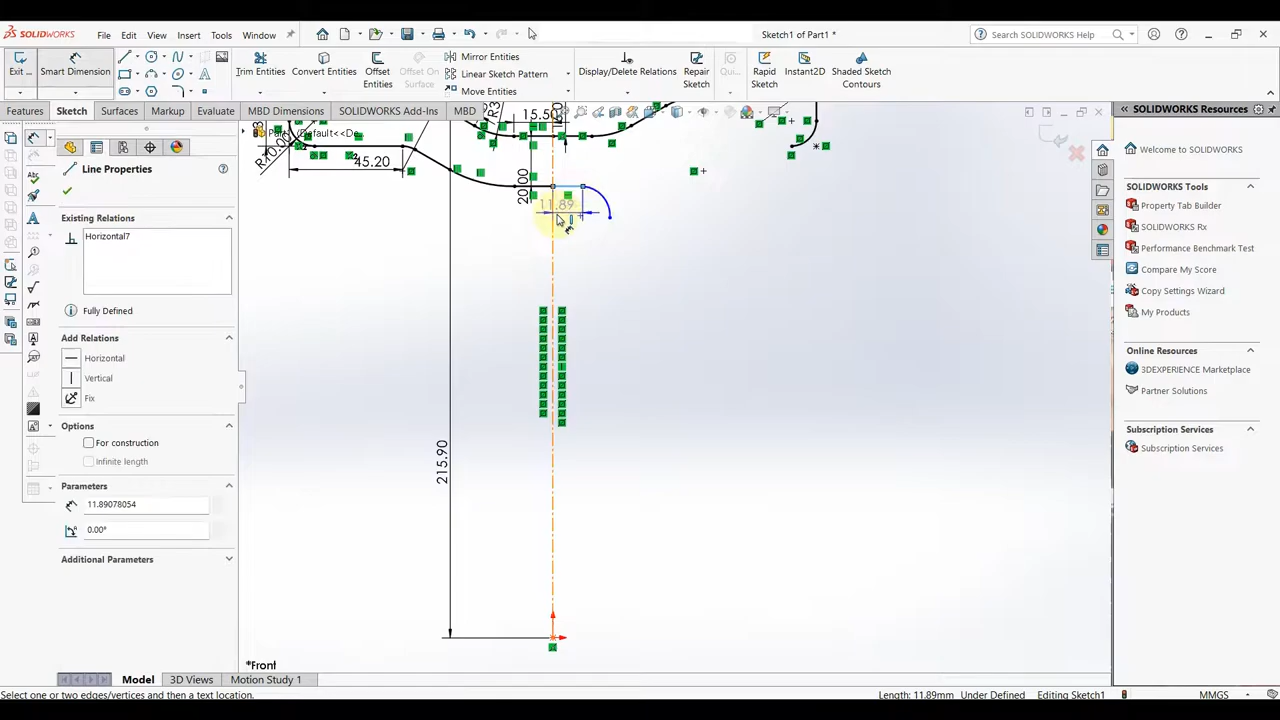 SOLIDWORKS
File
Edit
View
Insert
Tools
Window
Sketch1 of Part1 *
Search SOLIDWORKS Help
Exit ...
Smart Dimension
Trim Entities
Convert Entities
Offset Entities
Offset On Surface
Mirror Entities
Linear Sketch Pattern
Move Entities
Display/Delete Relations
Repair Sketch
Qui...
Rapid Sketch
Instant2D
Shaded Sketch Contours
Features
Sketch
Surfaces
Markup
Evaluate
MBD Dimensions
SOLIDWORKS Add-Ins
MBD
SOLIDWORKS Resources
Line Properties
Existing Relations
Horizontal7
Fully Defined
Add Relations
Horizontal
Vertical
Fix
Options
For construction
Infinite length
Parameters
11.89078054
0.00°
Additional Parameters
15.50
45.20
20.00
11.89
215.90
*Front
Welcome to SOLIDWORKS
SOLIDWORKS Tools
Property Tab Builder
SOLIDWORKS Rx
Performance Benchmark Test
Compare My Score
Copy Settings Wizard
My Products
Online Resources
3DEXPERIENCE Marketplace
Partner Solutions
Subscription Services
Subscription Services
Model
3D Views
Motion Study 1
Select one or two edges/vertices and then a text location.
Length: 11.89mm
Under Defined
Editing Sketch1
MMGS